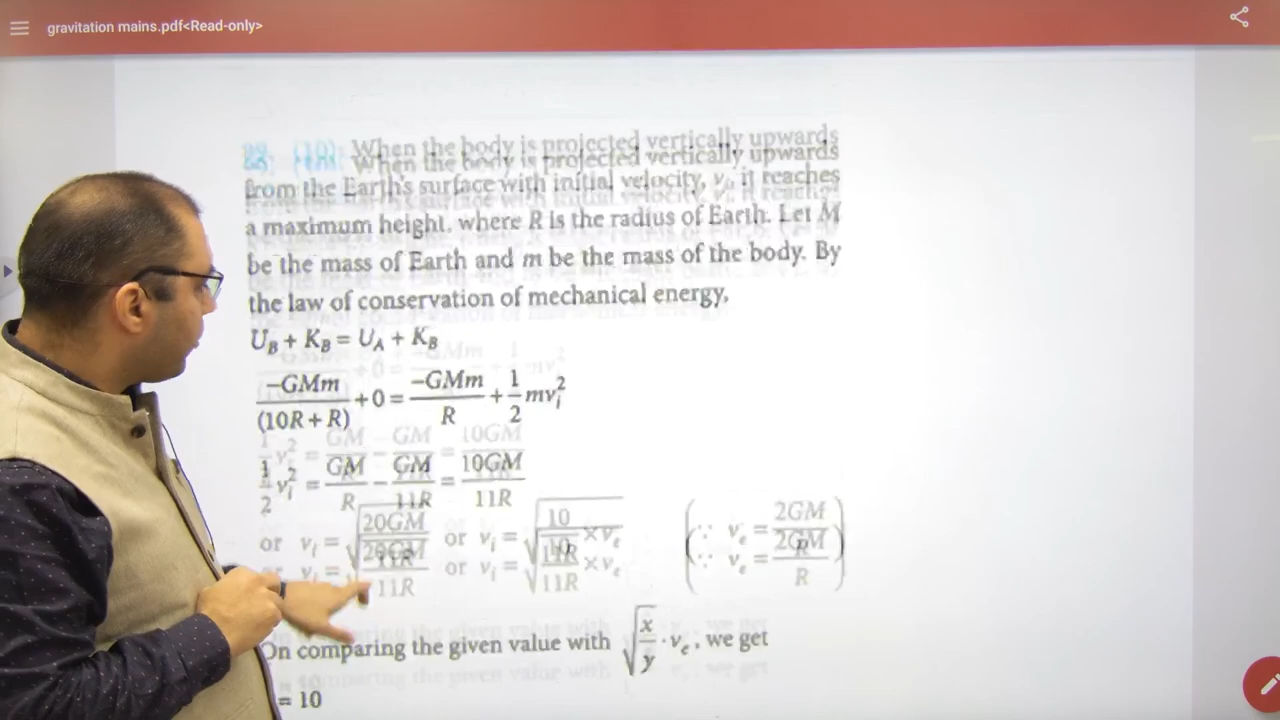 gravitation mains.pdf<Read-only>
(10): When the body is projected vertically upwards
from the Earth's surface with initial velocity, vᵢ, it reaches
a maximum height, where R is the radius of Earth. Let M
be the mass of Earth and m be the mass of the body. By
the law of conservation of mechanical energy,
U_B + K_B = U_A + K_B
-GMm/(10R + R) + 0 = -GMm/R + 1/2 mvᵢ²
1/2 vᵢ² = GM/R - GM/11R = 10GM/11R
or vᵢ = √(20GM/11R) or vᵢ = √(10/11R) × vₑ (∵ vₑ = 2GM/R)
On comparing the given value with √(x/y) · vₑ, we get
= 10